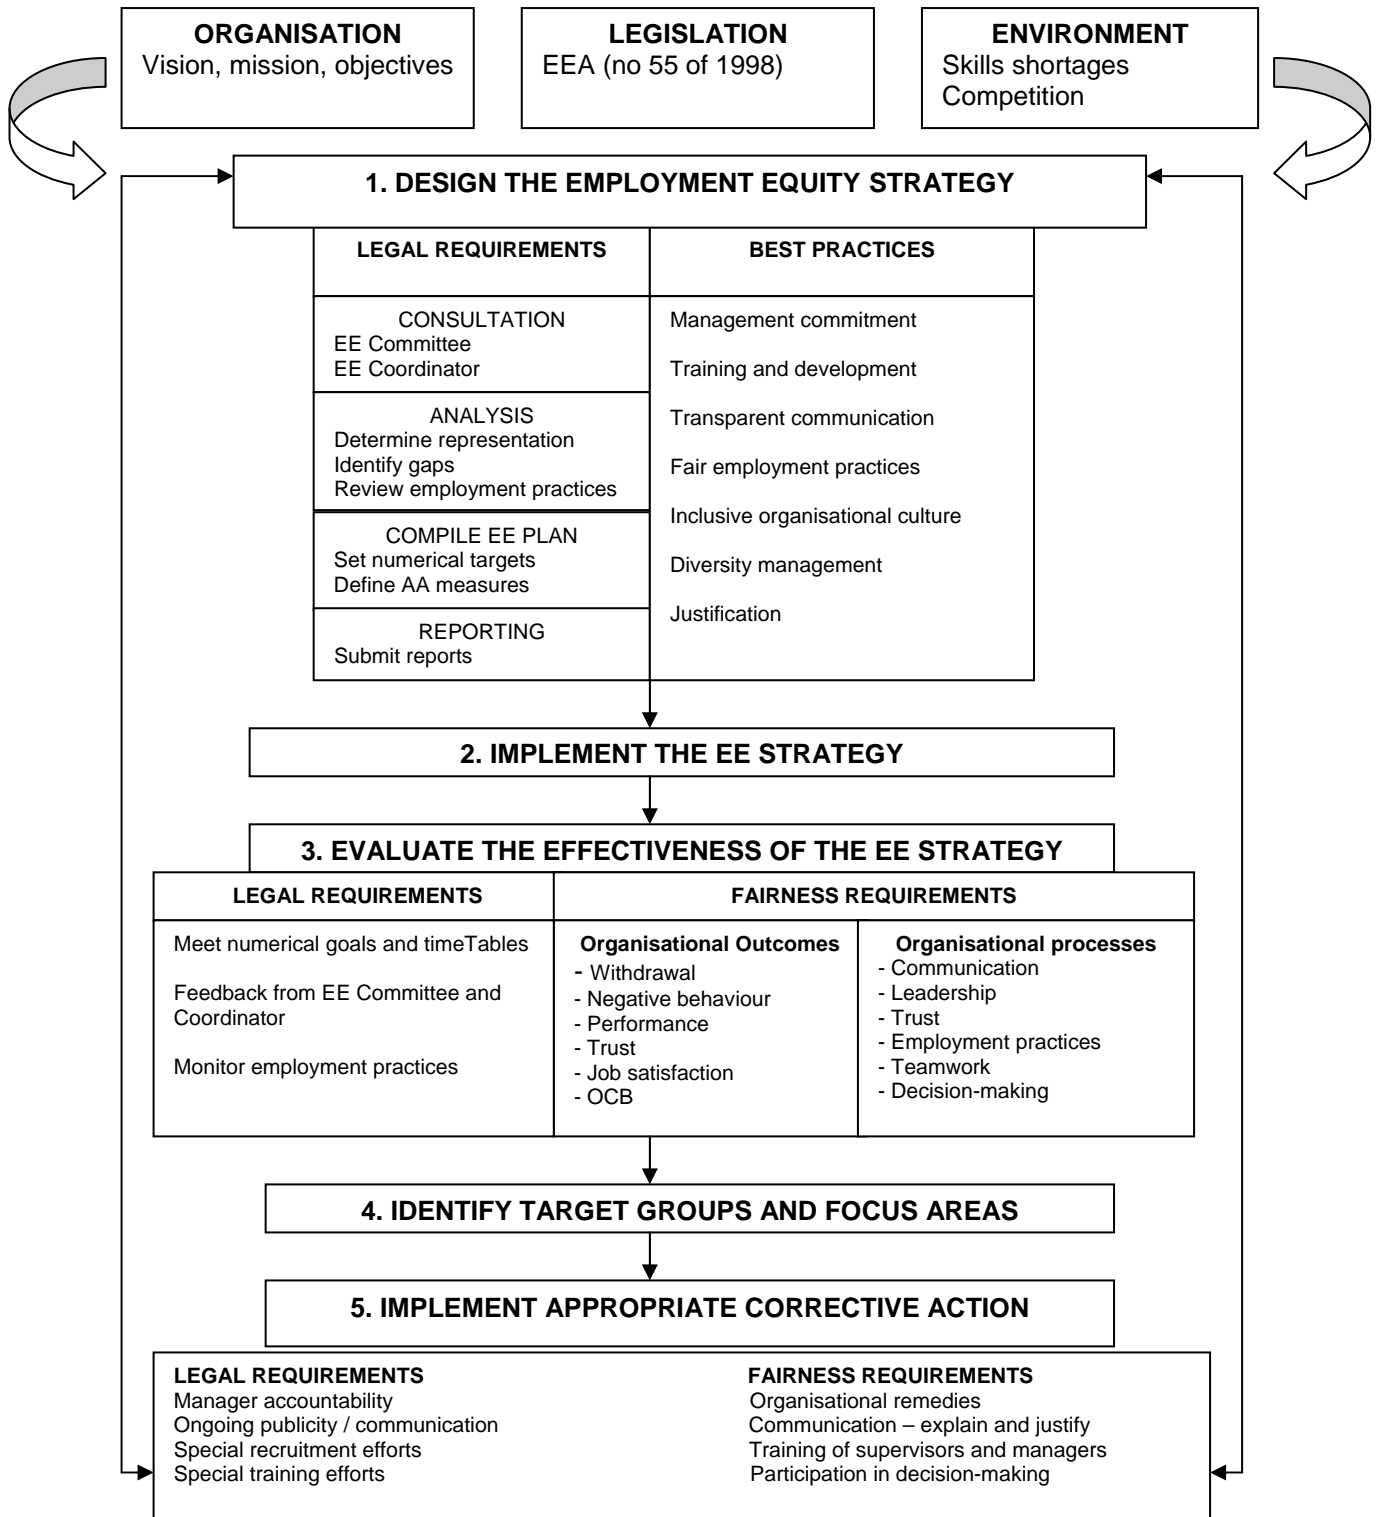 ORGANISATION
Vision, mission, objectives
LEGISLATION
EEA (no 55 of 1998)
ENVIRONMENT
Skills shortages
Competition
1. DESIGN THE EMPLOYMENT EQUITY STRATEGY
LEGAL REQUIREMENTS
BEST PRACTICES
CONSULTATION
EE Committee
EE Coordinator
ANALYSIS
Determine representation
Identify gaps
Review employment practices
COMPILE EE PLAN
Set numerical targets
Define AA measures
REPORTING
Submit reports
Management commitment
Training and development
Transparent communication
Fair employment practices
Inclusive organisational culture
Diversity management
Justification
2. IMPLEMENT THE EE STRATEGY
3. EVALUATE THE EFFECTIVENESS OF THE EE STRATEGY
LEGAL REQUIREMENTS
FAIRNESS REQUIREMENTS
Meet numerical goals and timeTables
Feedback from EE Committee and
Coordinator
Monitor employment practices
Organisational Outcomes
- Withdrawal
- Negative behaviour
- Performance
- Trust
- Job satisfaction
- OCB
Organisational processes
- Communication
- Leadership
- Trust
- Employment practices
- Teamwork
- Decision-making
4. IDENTIFY TARGET GROUPS AND FOCUS AREAS
5. IMPLEMENT APPROPRIATE CORRECTIVE ACTION
LEGAL REQUIREMENTS
Manager accountability
Ongoing publicity / communication
Special recruitment efforts
Special training efforts
FAIRNESS REQUIREMENTS
Organisational remedies
Communication – explain and justify
Training of supervisors and managers
Participation in decision-making